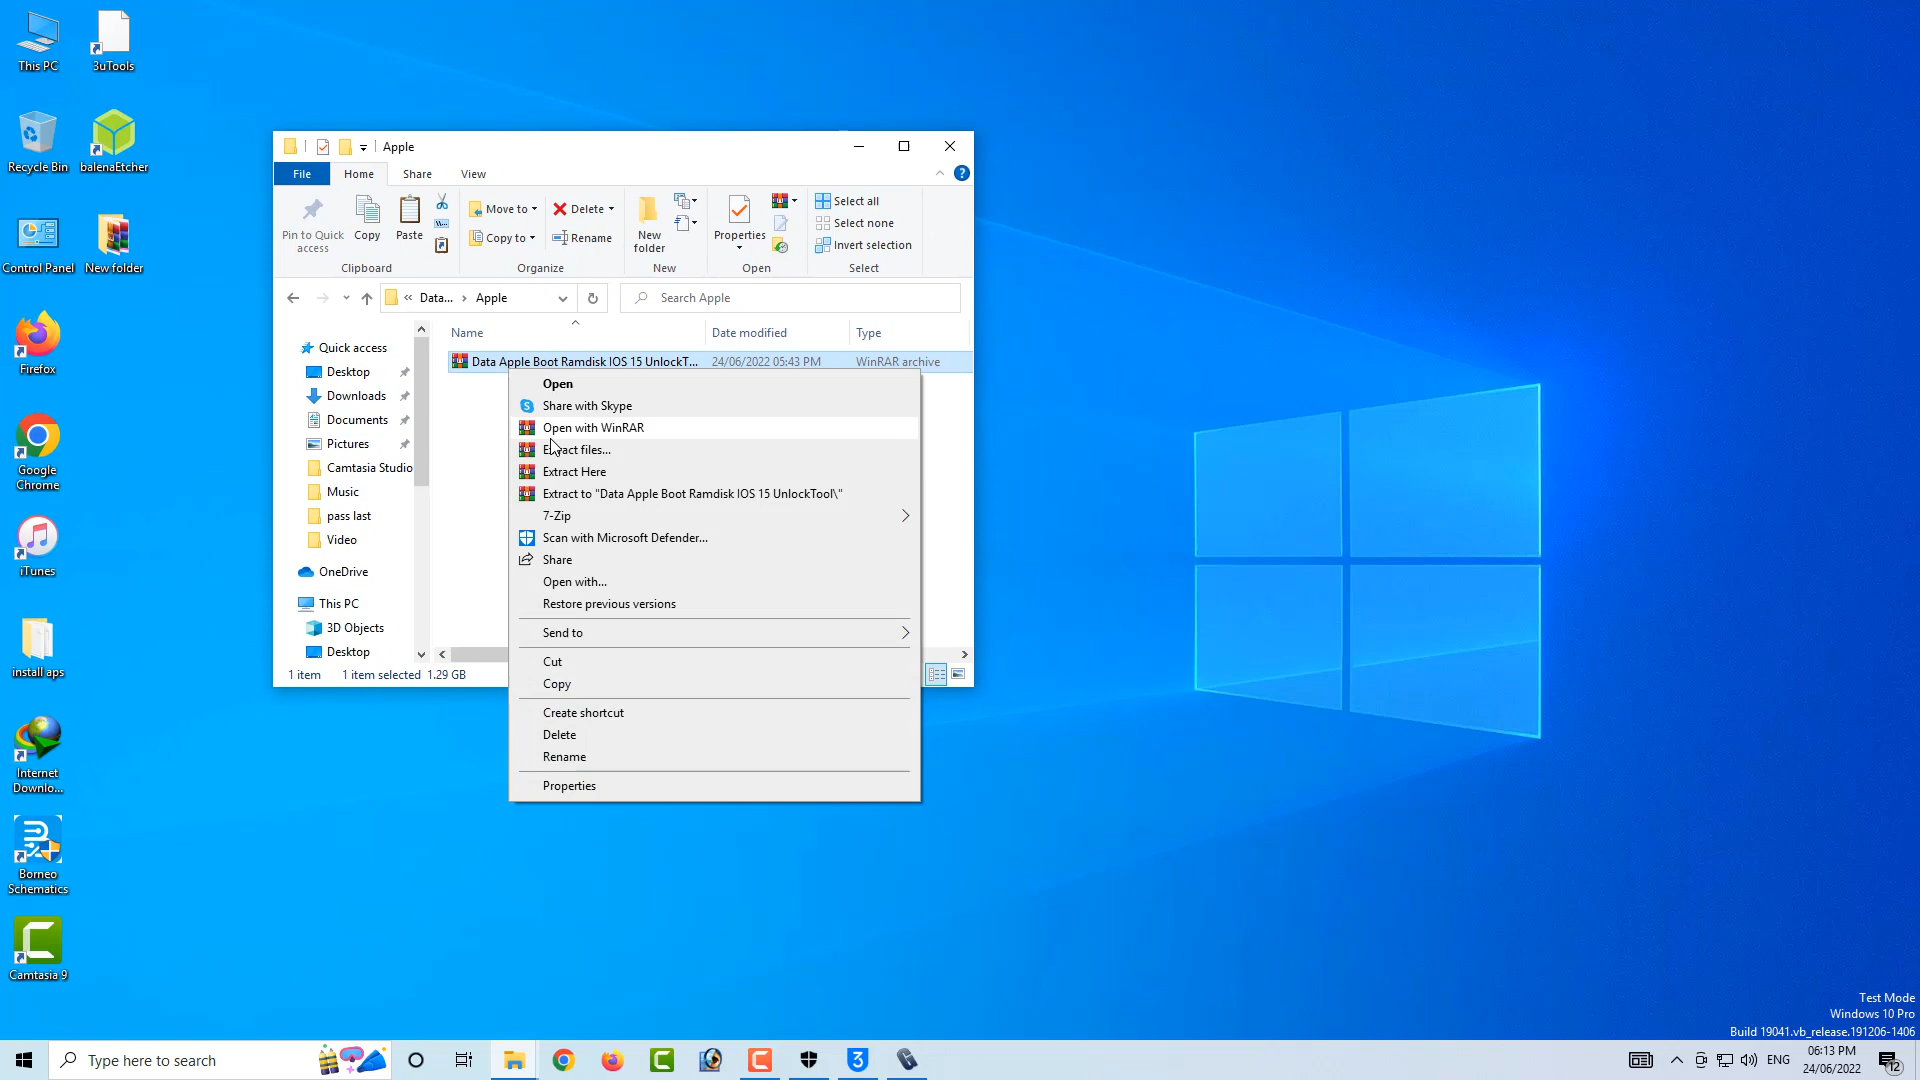 This PC
3uTools
Recycle Bin
balenaEtcher
Control Panel
New folder
Firefox
Google
Chrome
iTunes
install aps
Internet
Downlo...
Borneo
Schematics
Camtasia 9
Apple
File
Home
Share
View
Pin to Quick
access
Copy
Paste
Clipboard
Move to
Copy to
Delete
Rename
Organize
New
folder
New
Properties
Open
Select all
Select none
Invert selection
Select
« Data... › Apple
Search Apple
Name
Date modified
Type
Data Apple Boot Ramdisk IOS 15 UnlockT...
24/06/2022 05:43 PM
WinRAR archive
Quick access
Desktop
Downloads
Documents
Pictures
Camtasia Studio
Music
pass last
Video
OneDrive
This PC
3D Objects
Desktop
1 item
1 item selected 1.29 GB
Open
Share with Skype
Open with WinRAR
Extract files...
Extract Here
Extract to "Data Apple Boot Ramdisk IOS 15 UnlockTool\"
7-Zip
Scan with Microsoft Defender...
Share
Open with...
Restore previous versions
Send to
Cut
Copy
Create shortcut
Delete
Rename
Properties
Test Mode
Windows 10 Pro
Build 19041.vb_release.191206-1406
Type here to search
ENG
06:13 PM
24/06/2022
12